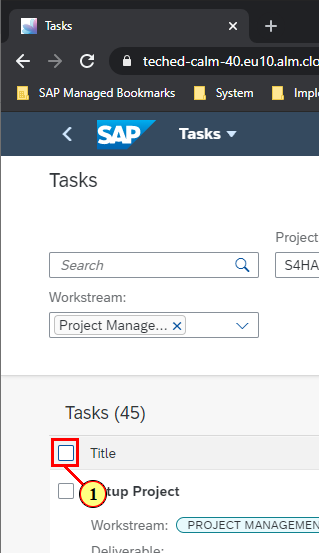 Tasks
teched-calm-40.eu10.alm.clo
SAP Managed Bookmarks
System
Imple
SAP
Tasks
Tasks
Project
Search
S4HA
Workstream:
Project Manage...
Tasks (45)
Title
1
tup Project
Workstream:
PROJECT MANAGEMEN
Deliverable: